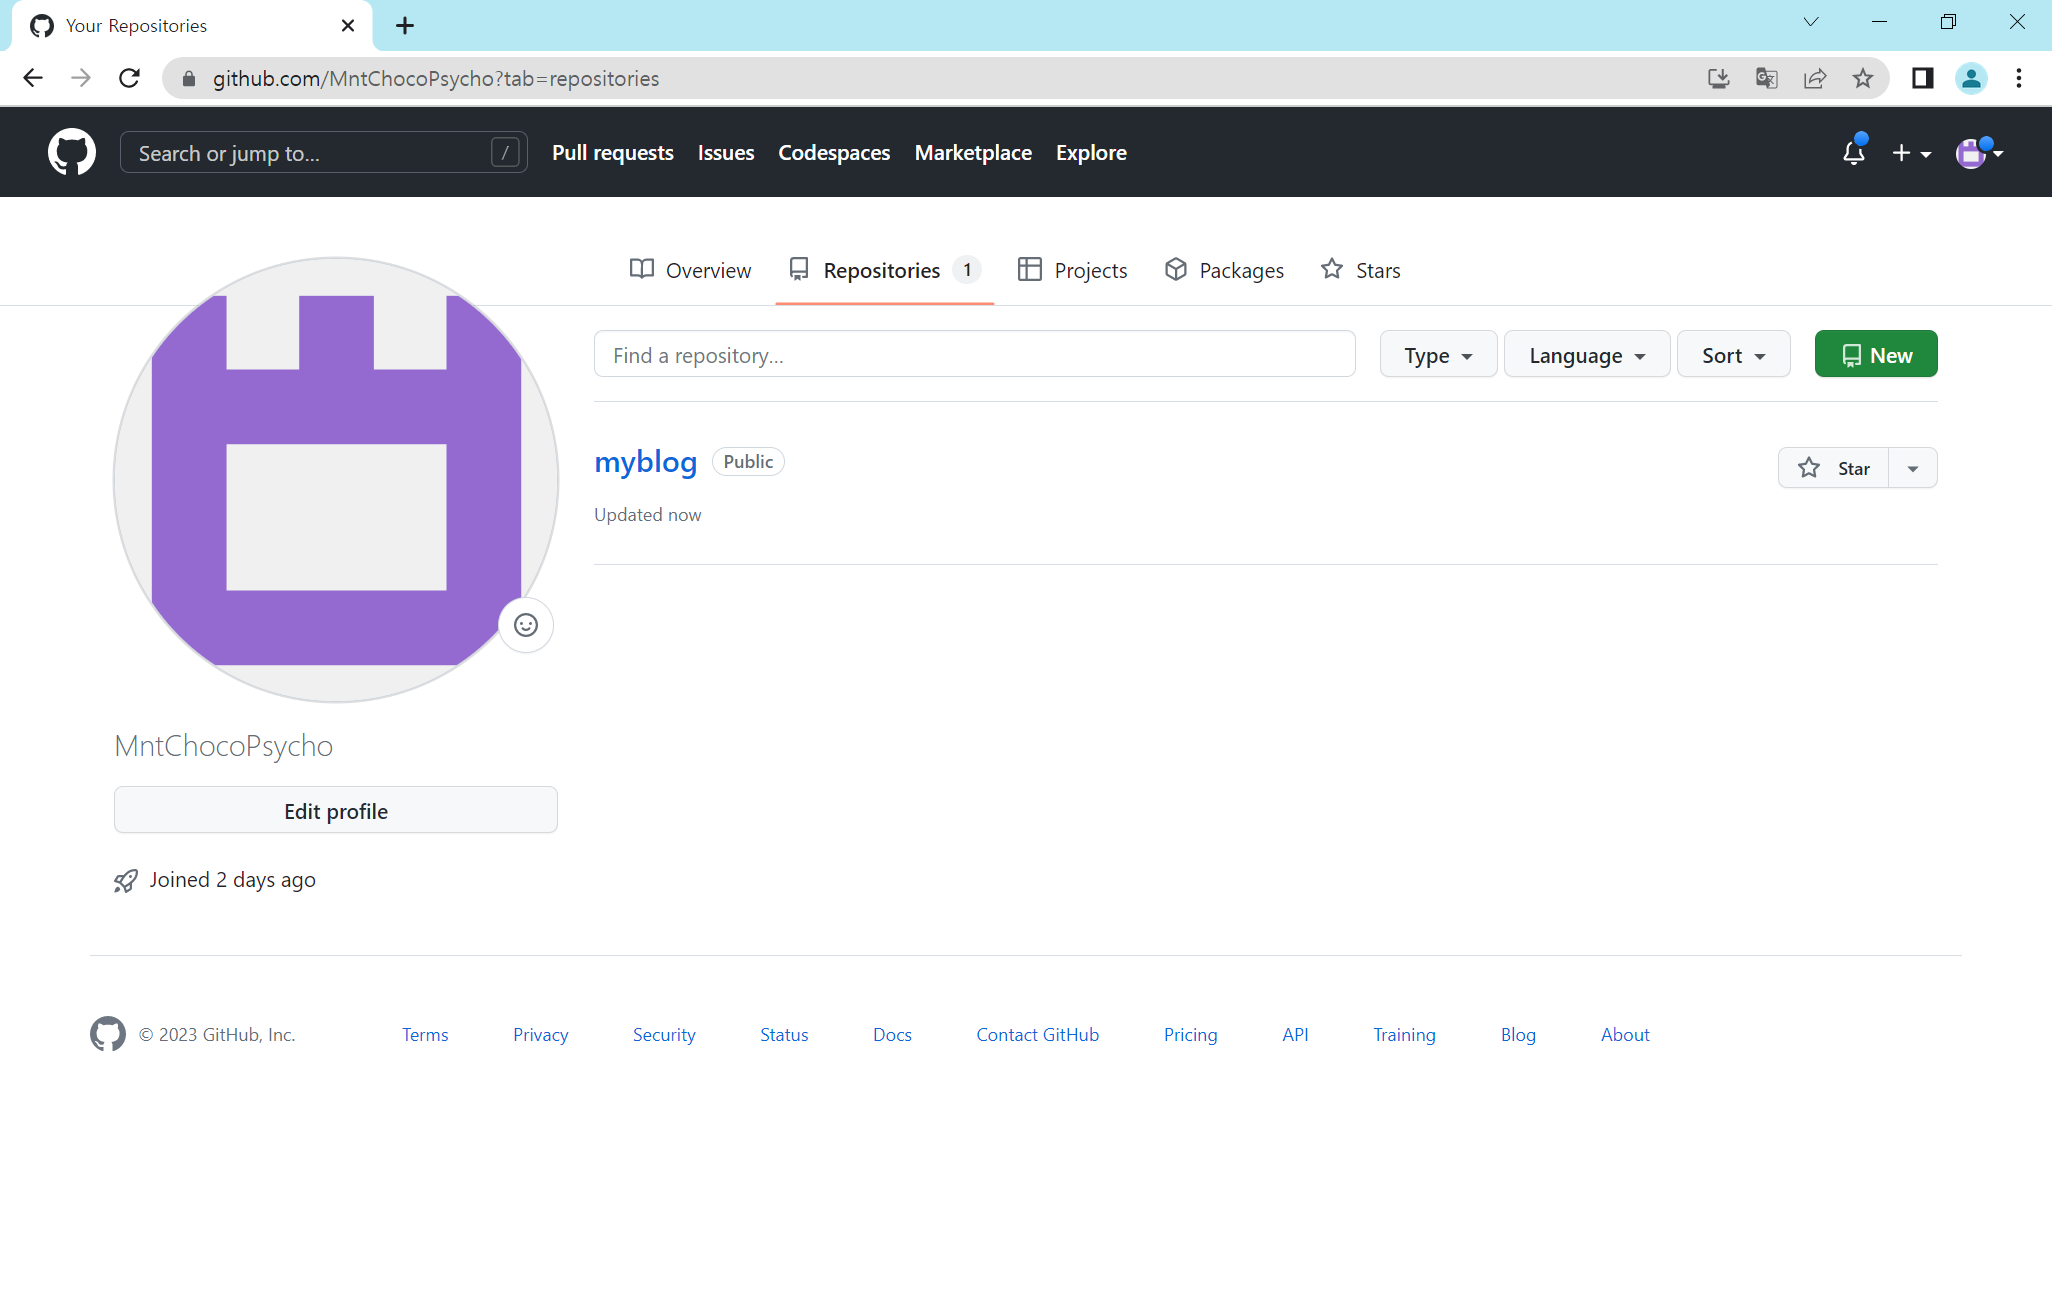 Your Repositories
github.com/MntChocoPsycho?tab=repositories
Search or jump to... /
Pull requests Issues Codespaces Marketplace Explore
Overview Repositories 1 Projects Packages Stars
Find a repository... Type Language Sort New
myblog Public Star
Updated now
MntChocoPsycho
Edit profile
Joined 2 days ago
© 2023 GitHub, Inc. Terms Privacy Security Status Docs Contact GitHub Pricing API Training Blog About